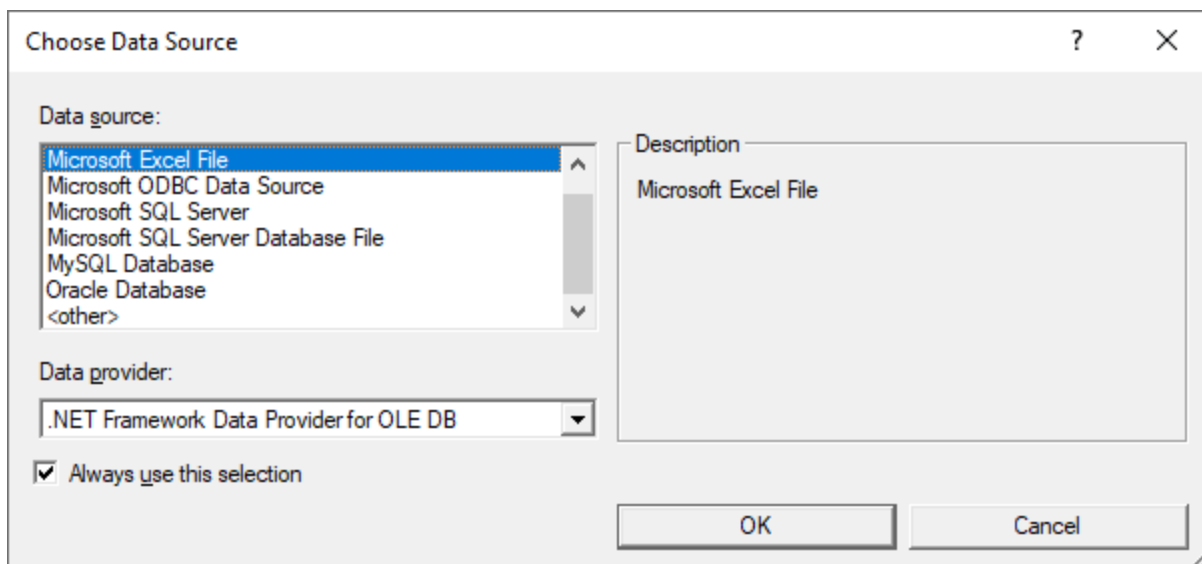 Choose Data Source
?
Data source:
Microsoft Excel File
Microsoft ODBC Data Source
Microsoft SQL Server
Microsoft SQL Server Database File
MySQL Database
Oracle Database
<other>
Description
Microsoft Excel File
Data provider:
.NET Framework Data Provider for OLE DB
Always use this selection
OK
Cancel